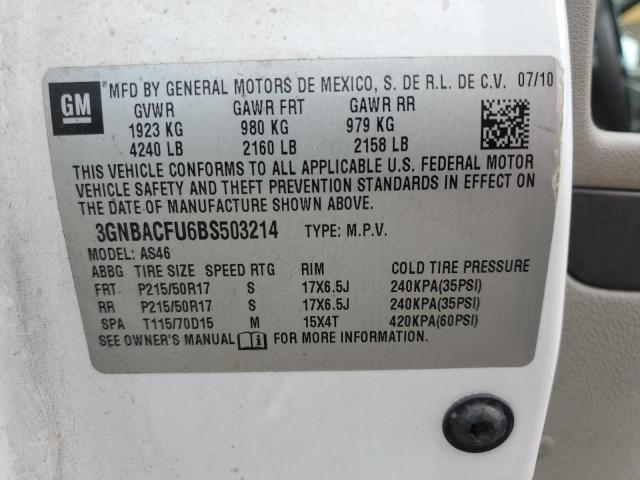 GM
MFD BY GENERAL MOTORS DE MEXICO, S. DE R.L. DE C.V. 07/10
GVWR GAWR FRT GAWR RR
1923 KG 980 KG 979 KG
4240 LB 2160 LB 2158 LB
THIS VEHICLE CONFORMS TO ALL APPLICABLE U.S. FEDERAL MOTOR
VEHICLE SAFETY AND THEFT PREVENTION STANDARDS IN EFFECT ON
THE DATE OF MANUFACTURE SHOWN ABOVE.
3GNBACFU6BS503214 TYPE: M.P.V.
MODEL: AS46
ABBG TIRE SIZE SPEED RTG RIM COLD TIRE PRESSURE
FRT P215/50R17 S 17X6.5J 240KPA(35PSI)
RR P215/50R17 S 17X6.5J 240KPA(35PSI)
SPA T115/70D15 M 15X4T 420KPA(60PSI)
SEE OWNER'S MANUAL FOR MORE INFORMATION.